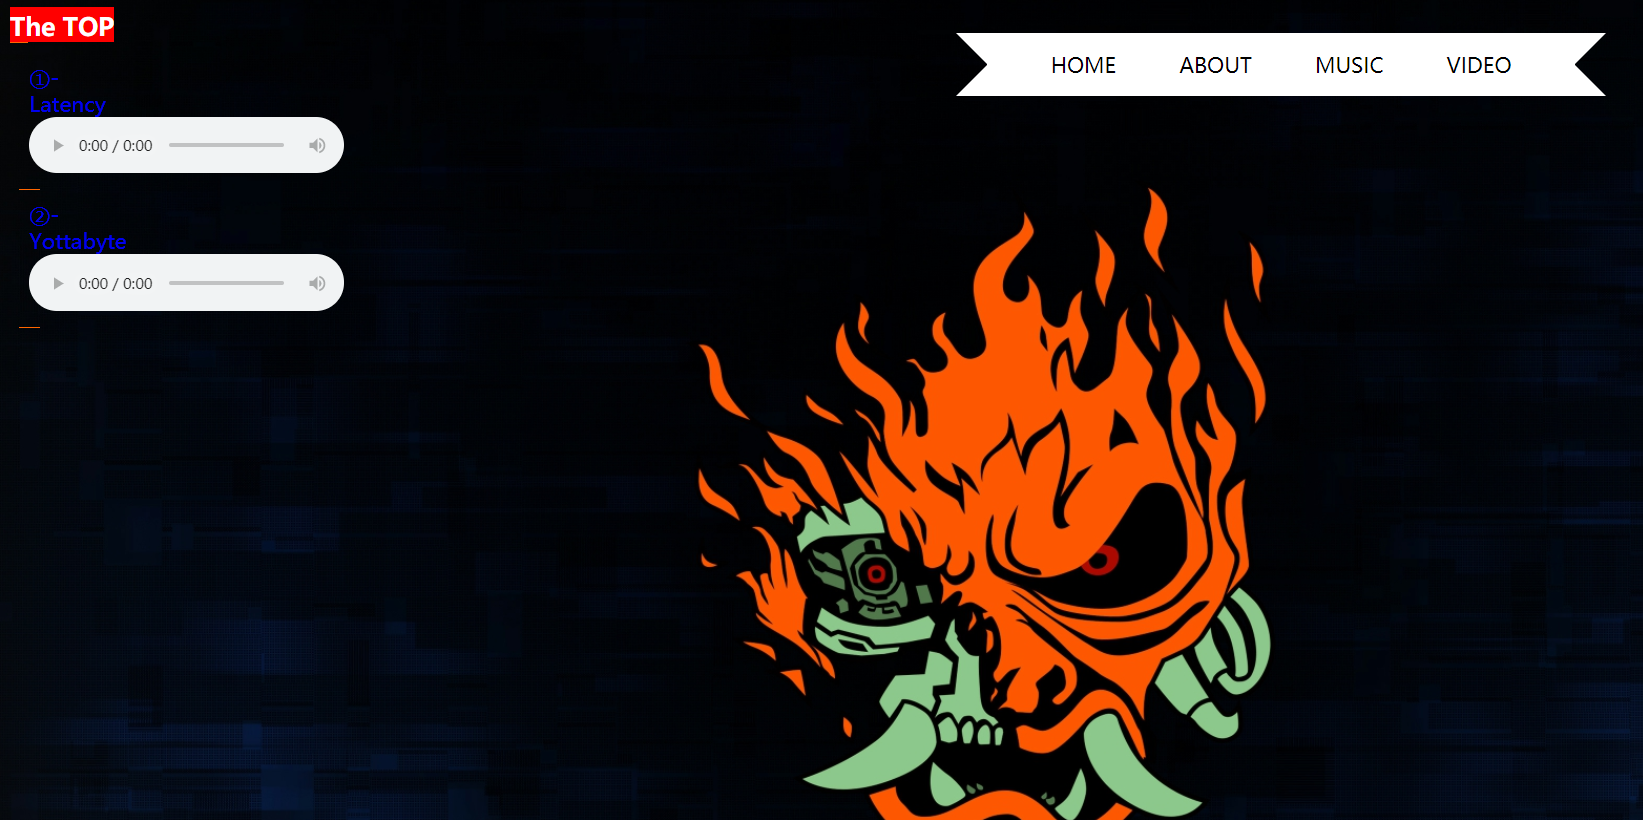 The TOP
HOME ABOUT MUSIC VIDEO
①-
Latency
0:00 / 0:00
②-
Yottabyte
0:00 / 0:00